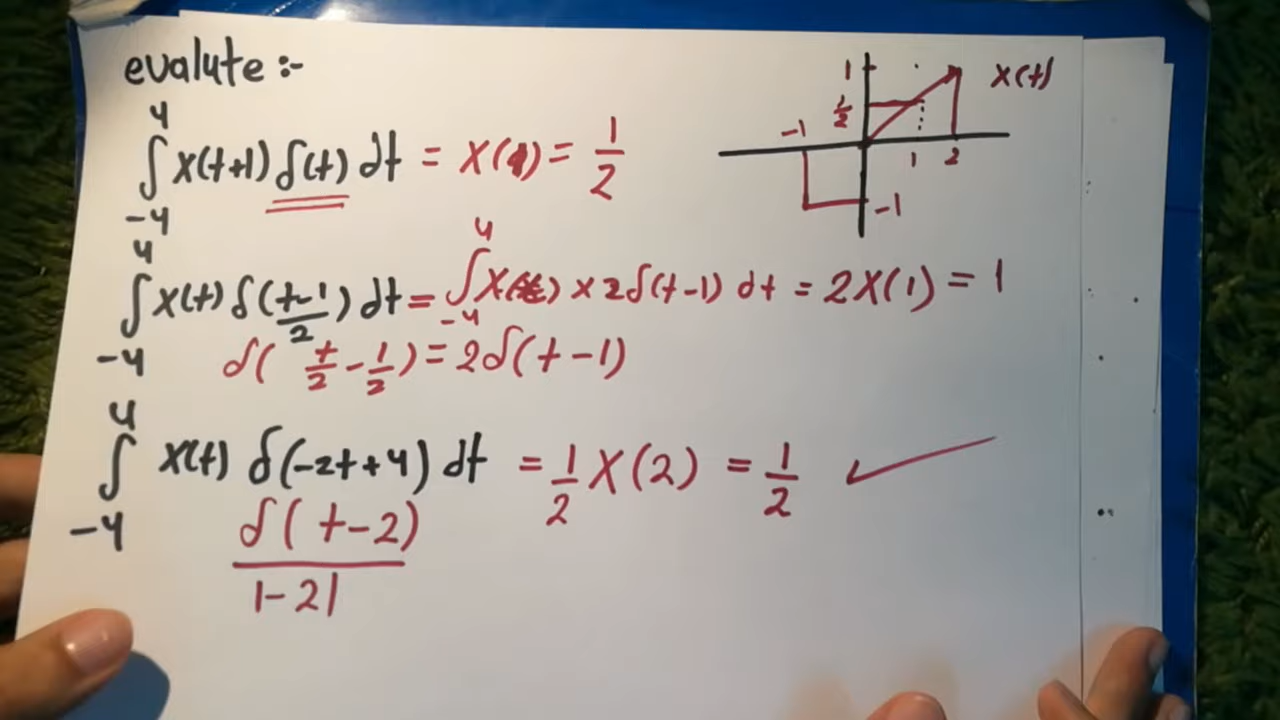 evalute :-
∫_{-4}^{4} x(t+1) δ(t) dt = x(1) = 1/2
∫_{-4}^{4} x(t) δ(t-1/2) dt = ∫_{-4}^{4} x(t) × 2δ(t-1) dt = 2x(1) = 1
δ( t/2 - 1/2 ) = 2δ(t-1)
∫_{-4}^{4} x(t) δ(-2t+4) dt = 1/2 x(2) = 1/2 ✓
δ(t-2) / |-2|
x(t)
1
1/2
-1
1 2
-1